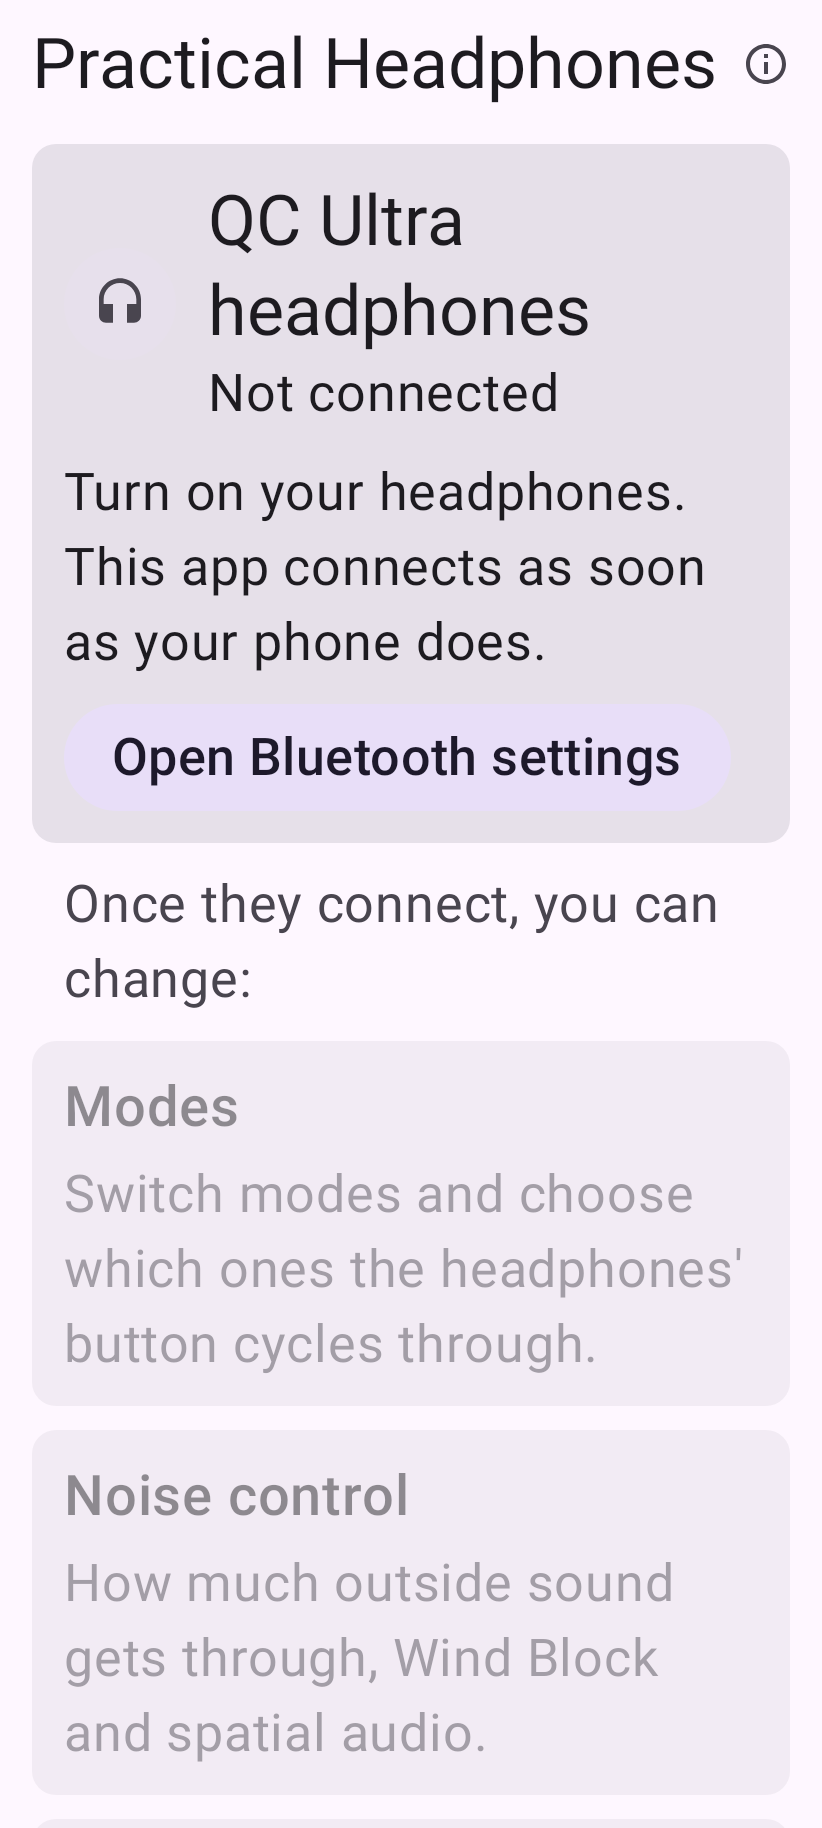 Practical Headphones
QC Ultra
headphones
Not connected
Turn on your headphones.
This app connects as soon
as your phone does.
Open Bluetooth settings
Once they connect, you can
change:
Modes
Switch modes and choose
which ones the headphones'
button cycles through.
Noise control
How much outside sound
gets through, Wind Block
and spatial audio.